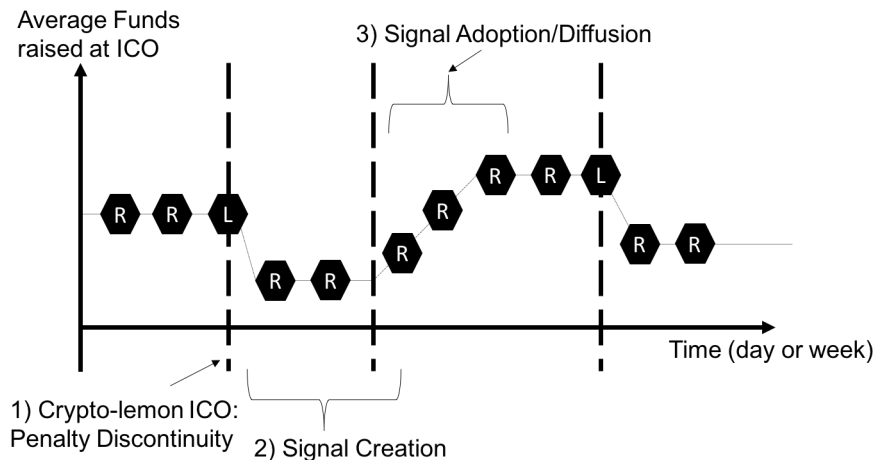 Average Funds
raised at ICO
3) Signal Adoption/Diffusion
R R L R R R R R R L R R
Time (day or week)
1) Crypto-lemon ICO:
Penalty Discontinuity
2) Signal Creation